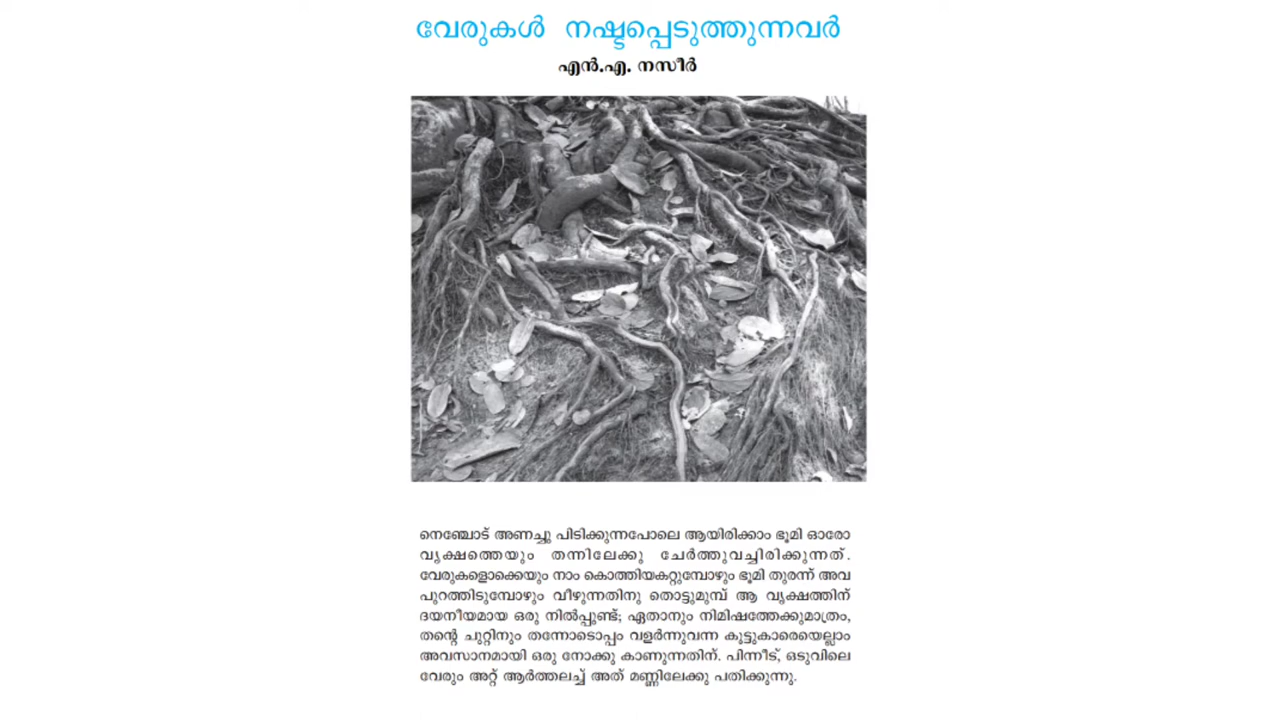 വേരുകൾ നഷ്ടപ്പെടുത്തുന്നവർ
എൻ.എ. നസീർ
നെഞ്ചോട് അണച്ചു പിടിക്കുന്നപോലെ ആയിരിക്കാം ഭൂമി ഓരോ
വൃക്ഷത്തെയും തന്നിലേക്കു ചേർത്തുവച്ചിരിക്കുന്നത്.
വേരുകളൊക്കെയും നാം കൊത്തിയകറ്റുമ്പോഴും ഭൂമി തുരന്ന് അവ
പുറത്തിടുമ്പോഴും വീഴുന്നതിനു തൊട്ടുമുമ്പ് ആ വൃക്ഷത്തിന്
ദയനീയമായ ഒരു നിൽപ്പുണ്ട്; ഏതാനും നിമിഷത്തേക്കുമാത്രം,
തന്റെ ചുറ്റിനും തന്നോടൊപ്പം വളർന്നുവന്ന കൂട്ടുകാരെയെല്ലാം
അവസാനമായി ഒരു നോക്കു കാണുന്നതിന്. പിന്നീട്, ഒടുവിലെ
വേരും അറ്റ് ആർത്തലച്ച് അത് മണ്ണിലേക്കു പതിക്കുന്നു.